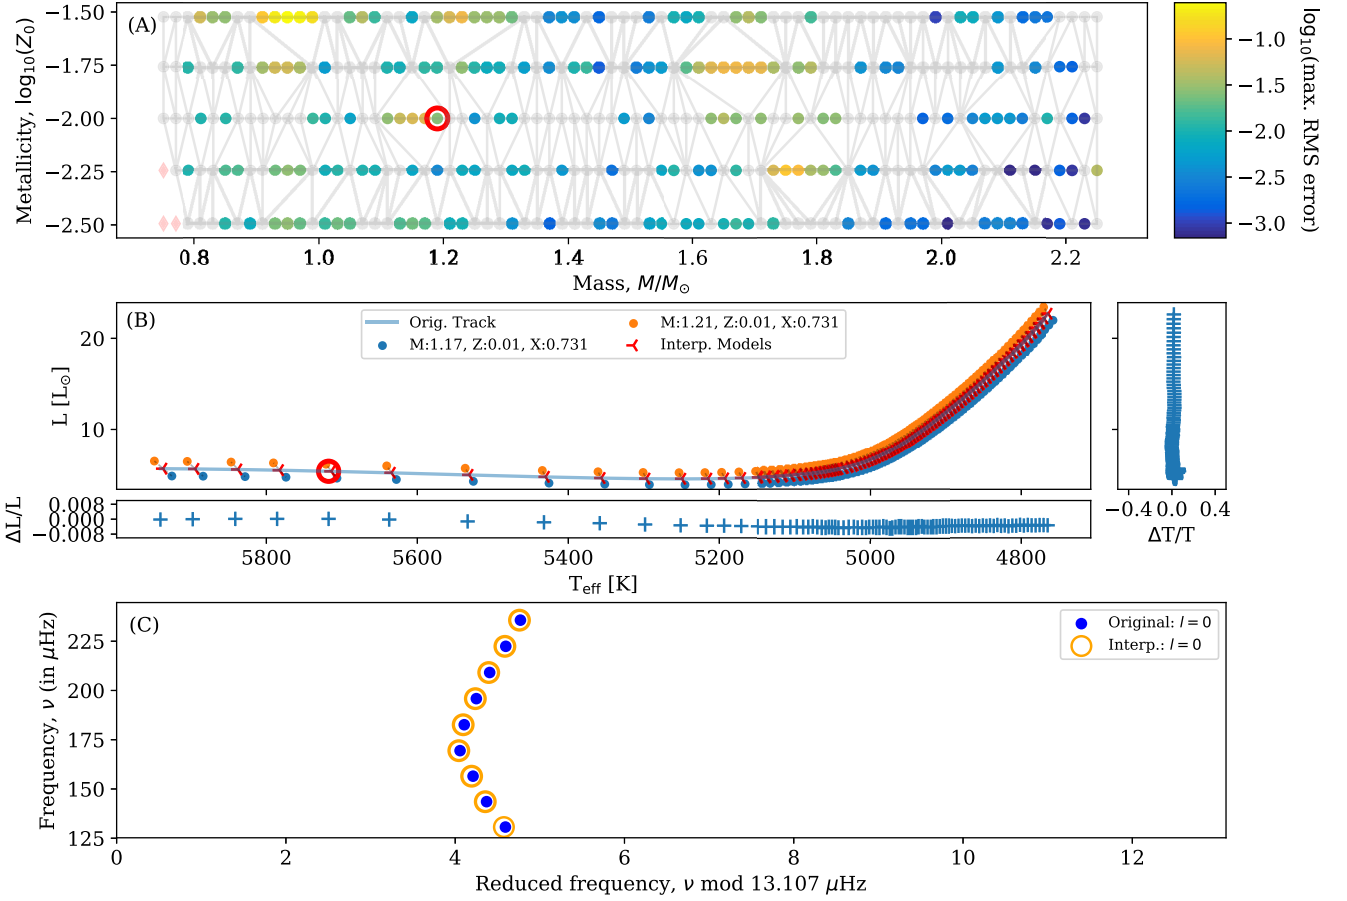 (A)
Metallicity, log₁₀(Z₀)
−1.50
−1.75
−2.00
−2.25
−2.50
0.8 1.0 1.2 1.4 1.6 1.8 2.0 2.2
Mass, M/M⊙
−1.0
−1.5
−2.0
−2.5
−3.0
log₁₀(max. RMS error)
(B)
Orig. Track
M:1.17, Z:0.01, X:0.731
M:1.21, Z:0.01, X:0.731
Interp. Models
L [L⊙]
20
10
ΔL/L
0.008
0.008
−0.008
5800 5600 5400 5200 5000 4800
T_eff [K]
−0.4 0.0 0.4
ΔT/T
(C)
Original: l = 0
Interp.: l = 0
Frequency, ν (in μHz)
225
200
175
150
125
0 2 4 6 8 10 12
Reduced frequency, ν mod 13.107 μHz